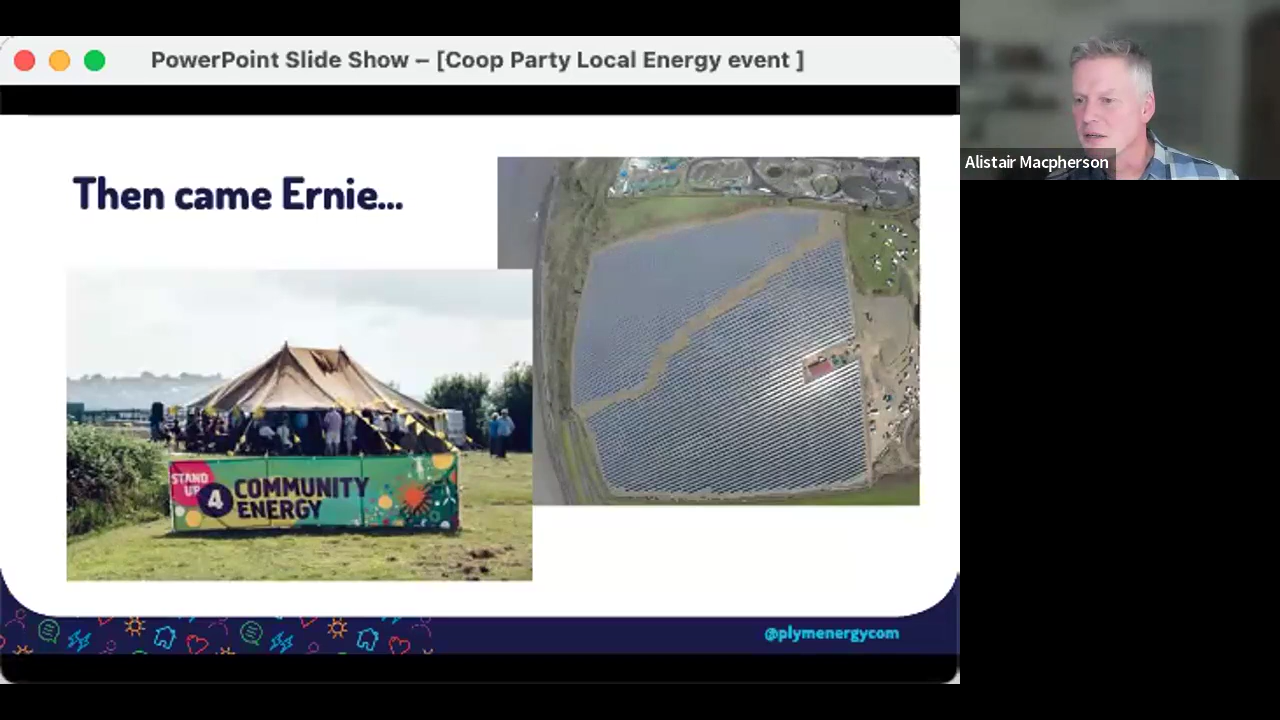 PowerPoint Slide Show – [Coop Party Local Energy event ]
Alistair Macpherson
Then came Ernie...
STAND
UP
4
COMMUNITY
ENERGY
@plymenergycom